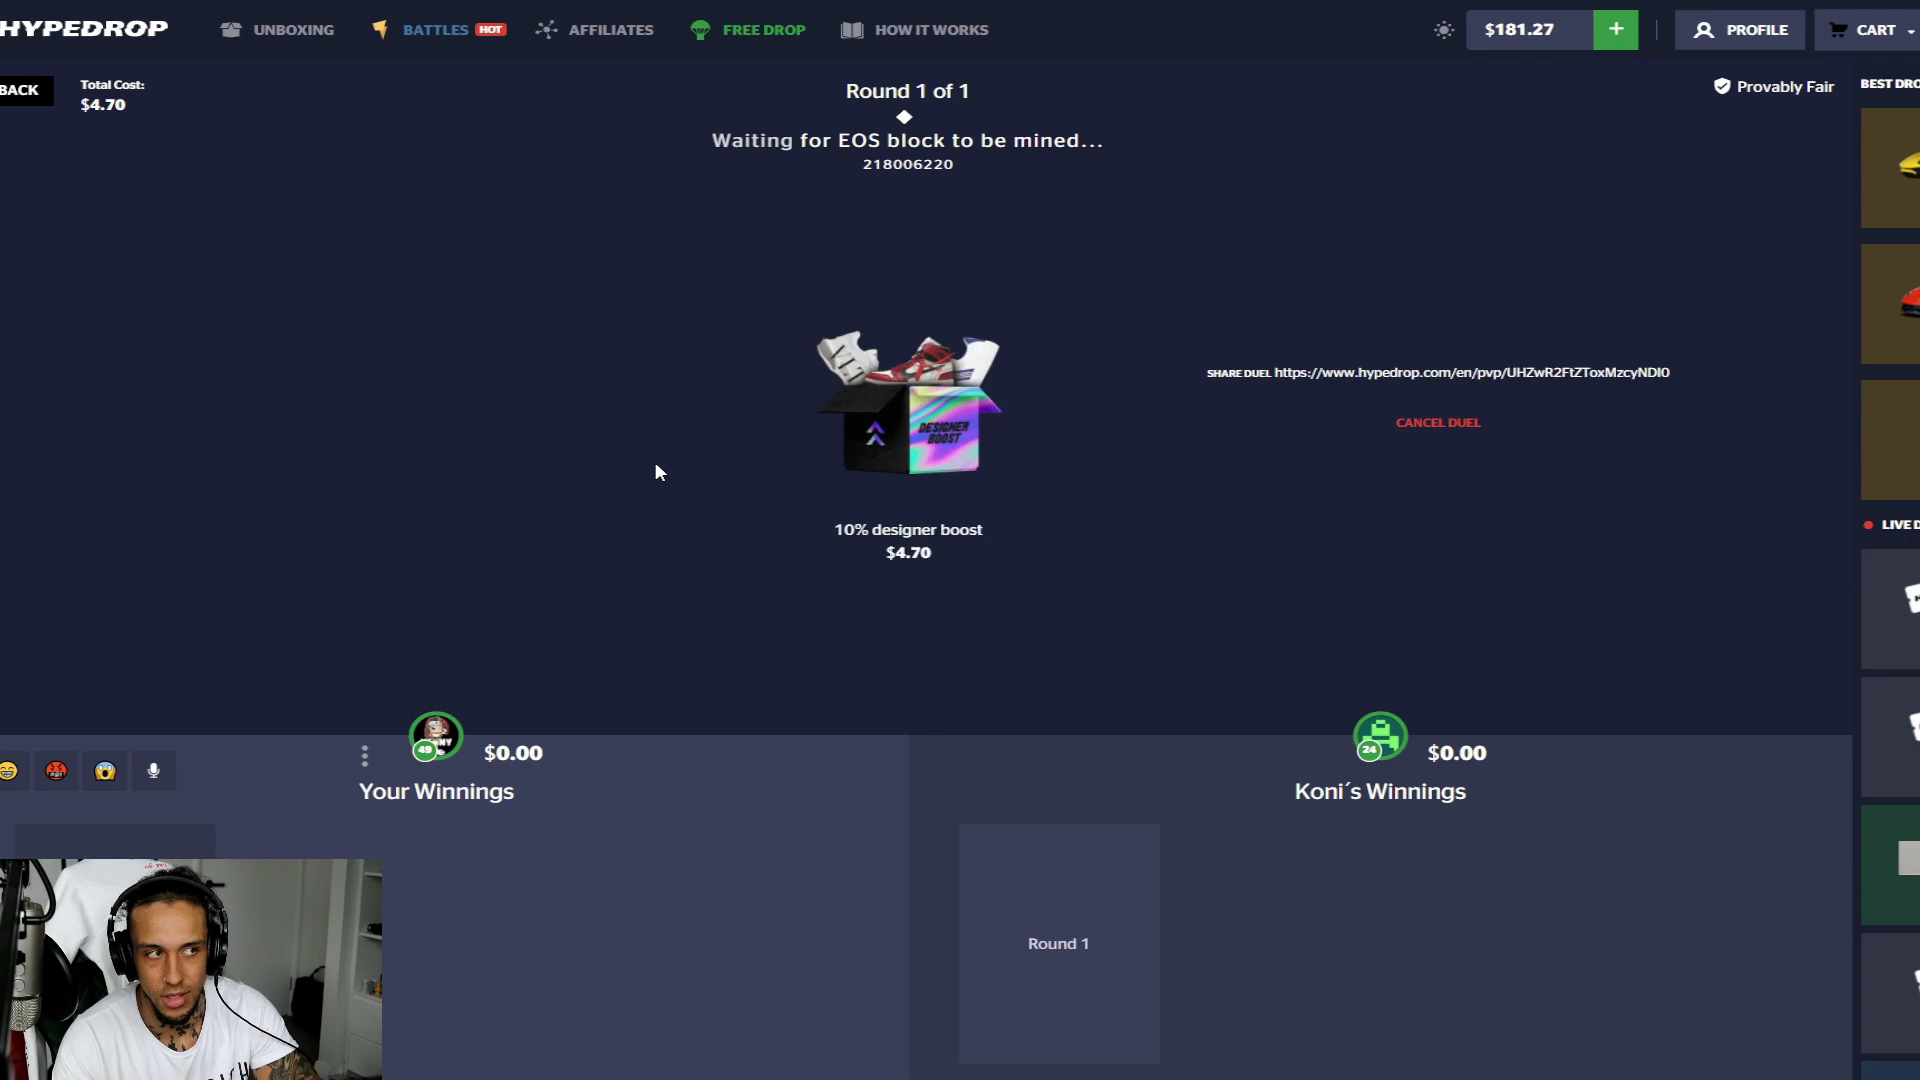 HYPEDROP
UNBOXING
BATTLES HOT
AFFILIATES
FREE DROP
HOW IT WORKS
$181.27
+
PROFILE
CART
BACK
Total Cost:
$4.70
Round 1 of 1
Waiting for EOS block to be mined...
218006220
Provably Fair
BEST DRO
DESIGNER
BOOST
SHARE DUEL https://www.hypedrop.com/en/pvp/UHZwR2FtZToxMzcyNDI0
CANCEL DUEL
10% designer boost
$4.70
LIVE D
49
$0.00
Your Winnings
24
$0.00
Koni´s Winnings
Round 1